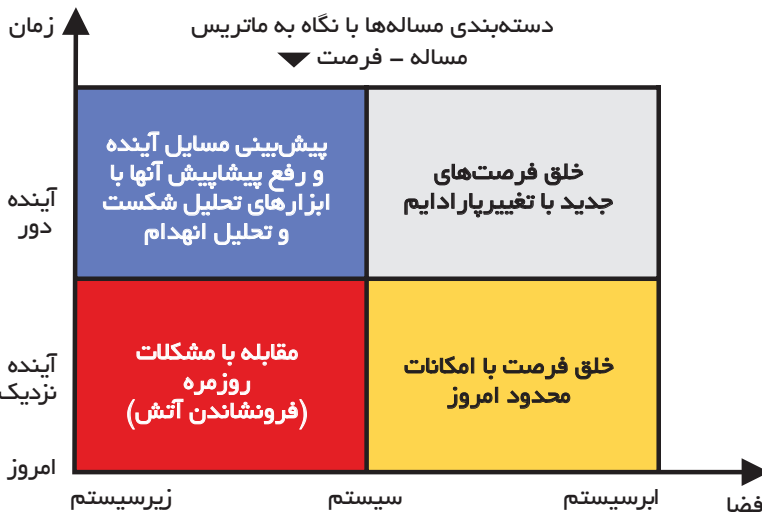 دسته‌بندی مساله‌ها با نگاه به ماتریس
مساله – فرصت
زمان
پیش‌بینی مسایل آینده
و رفع پیشاپیش آنها با
ابزارهای تحلیل شکست
و تحلیل انهدام
خلق فرصت‌های
جدید با تغییرپارادایم
آینده
دور
مقابله با مشکلات
روزمره
(فرونشاندن آتش)
خلق فرصت با امکانات
محدود امروز
آینده
نزدیک
امروز
زیرسیستم
سیستم
ابرسیستم
فضا